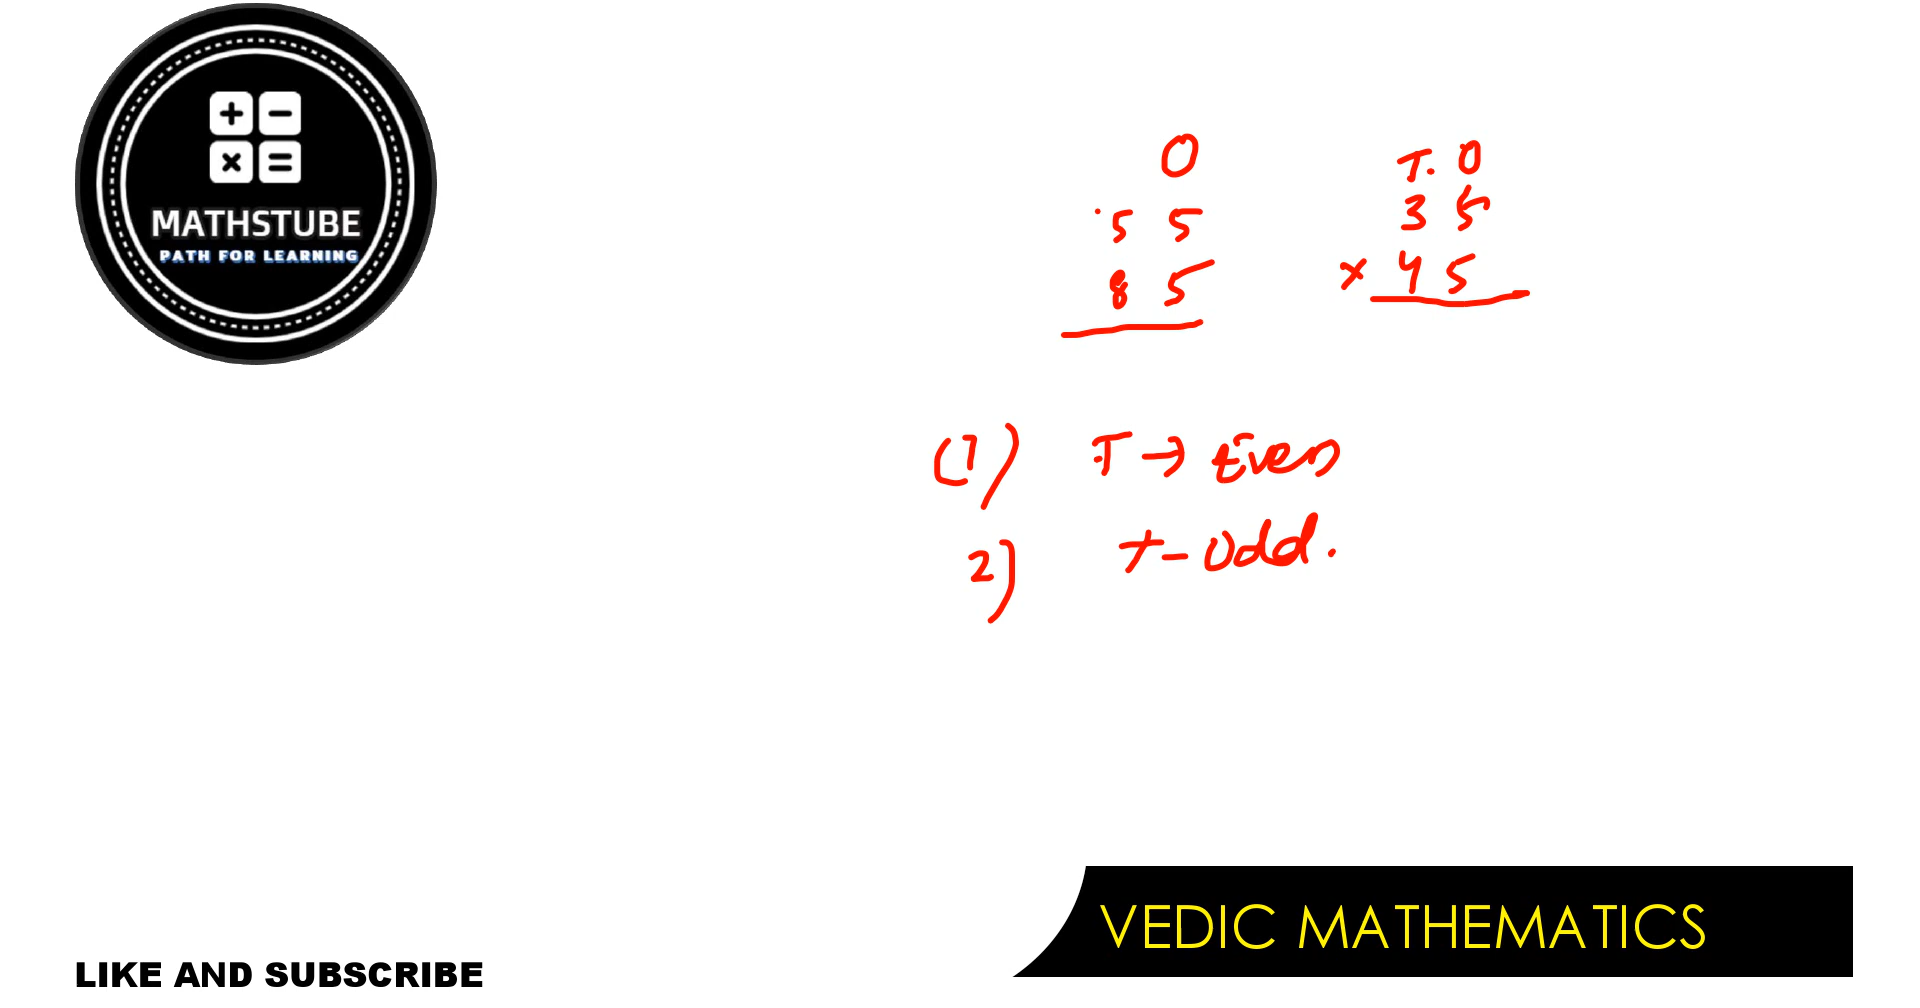 + −
× =
MATHSTUBE
PATH FOR LEARNING
O
5 5
8 5
T. O
3 5
× 4 5
(1) T → Even
2) T - Odd.
VEDIC MATHEMATICS
LIKE AND SUBSCRIBE